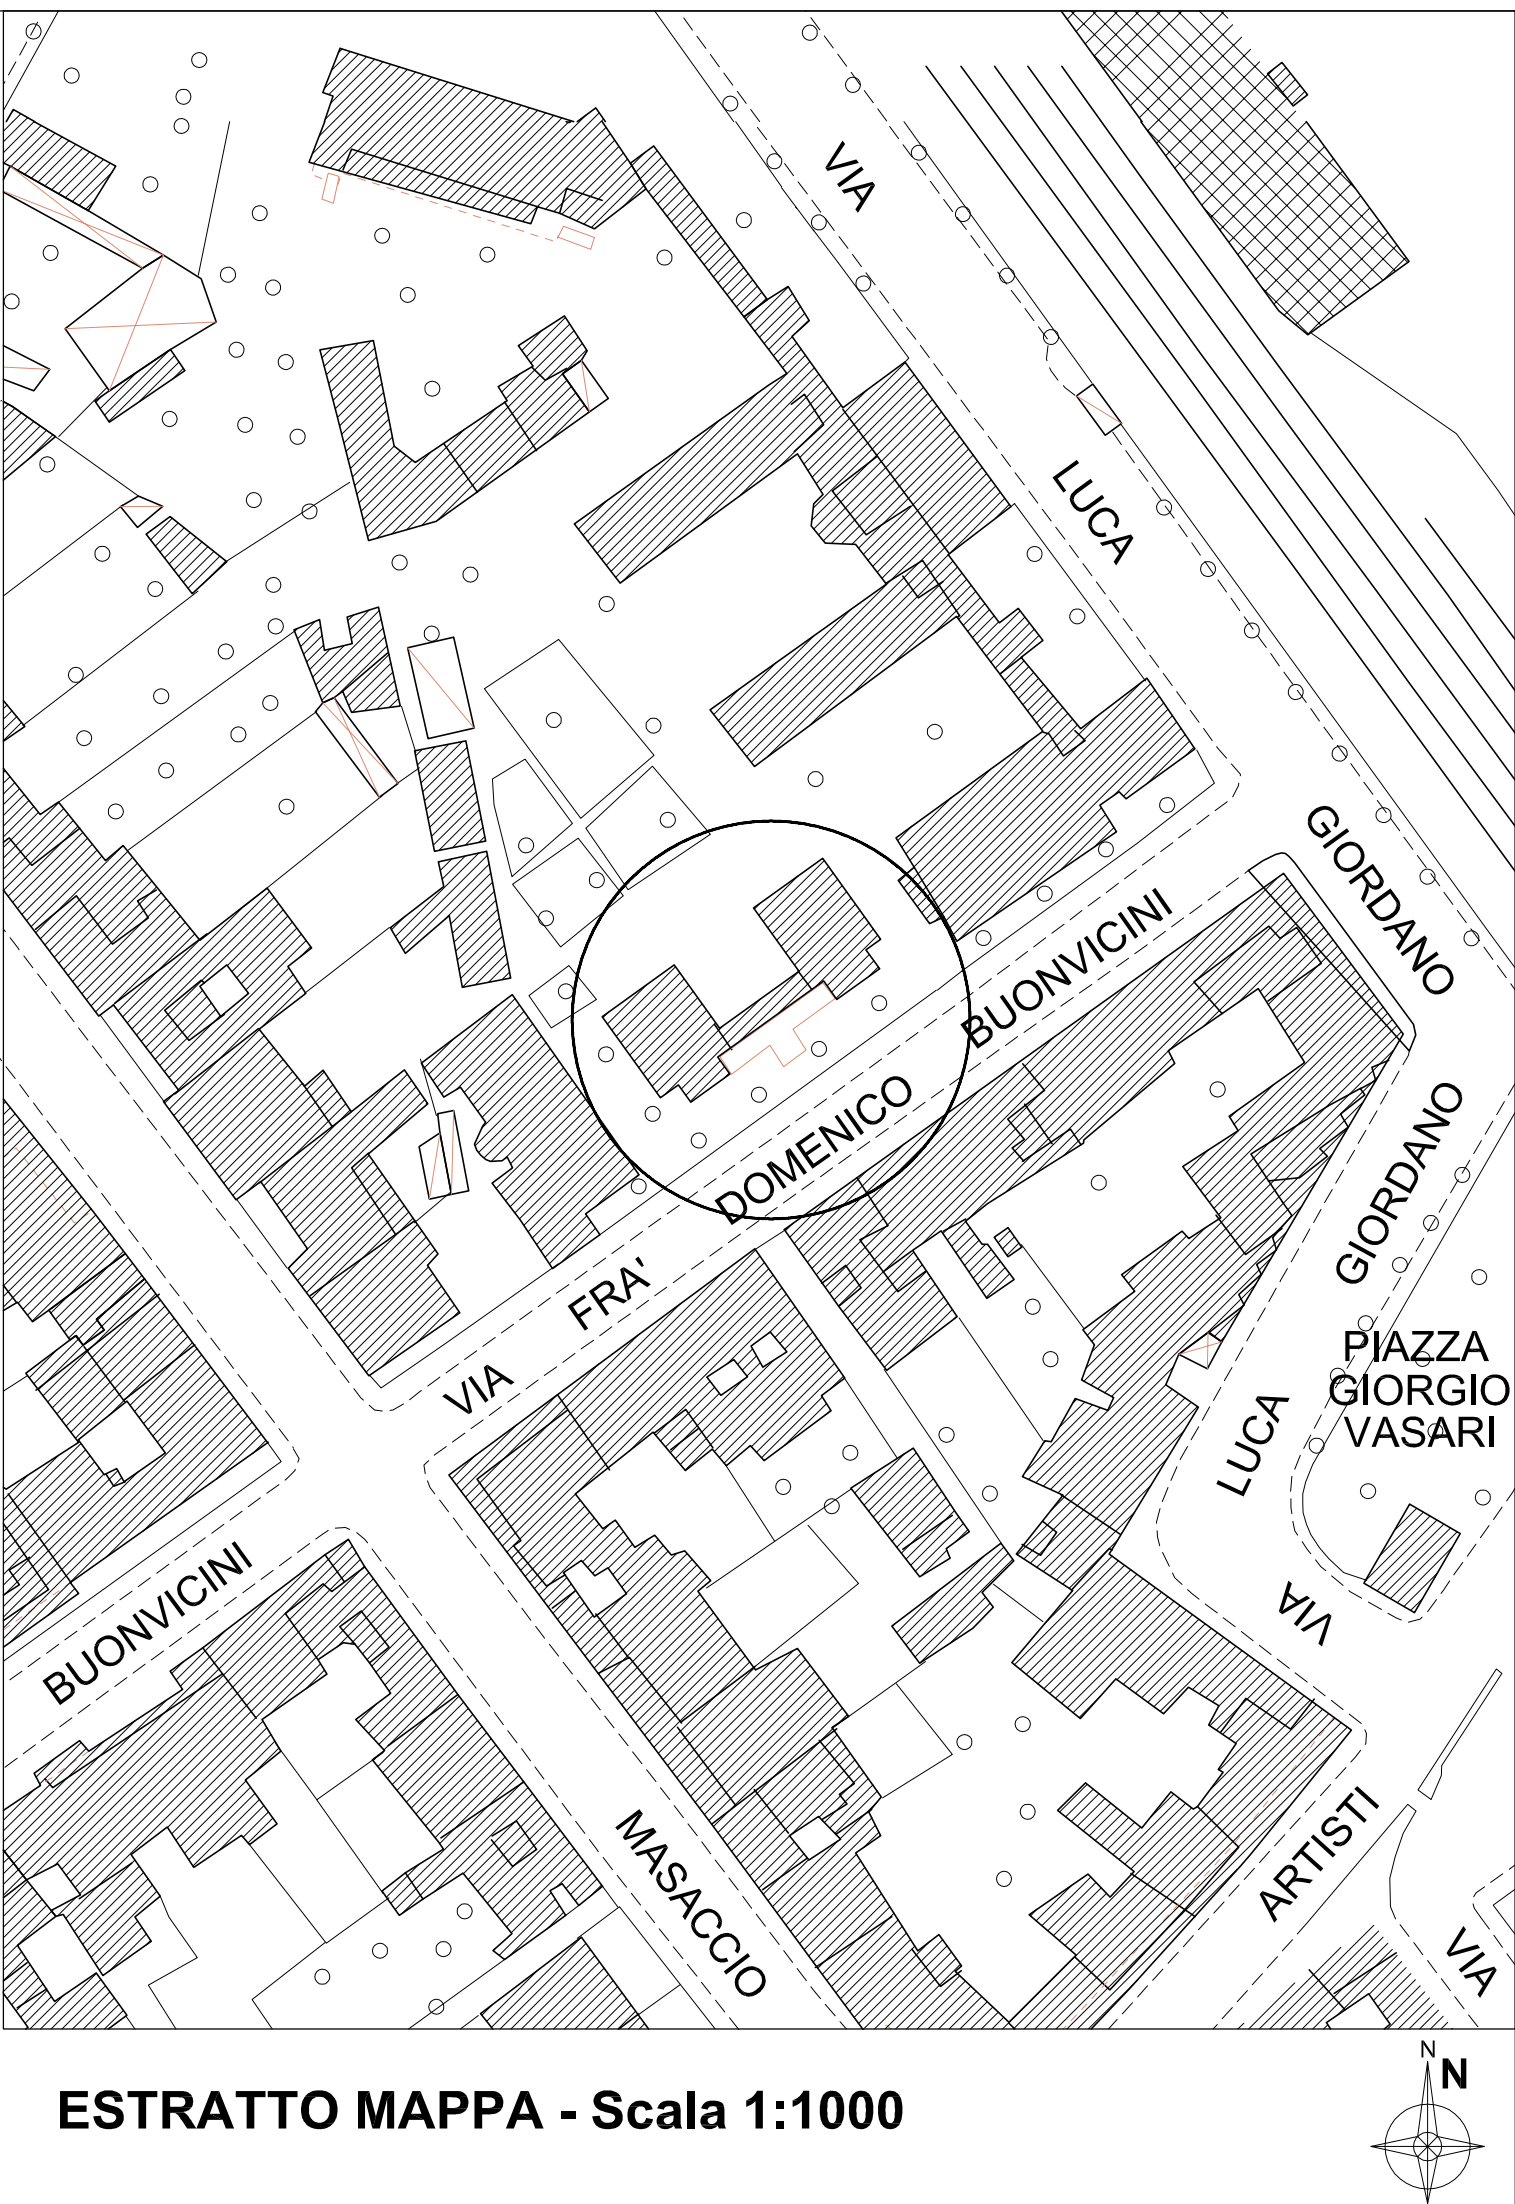 VIA
LUCA
GIORDANO
VIA
FRA'
DOMENICO
BUONVICINI
GIORDANO
LUCA
VIA
PIAZZA
GIORGIO
VASARI
BUONVICINI
MASACCIO
ARTISTI
VIA
ESTRATTO MAPPA - Scala 1:1000
N
N